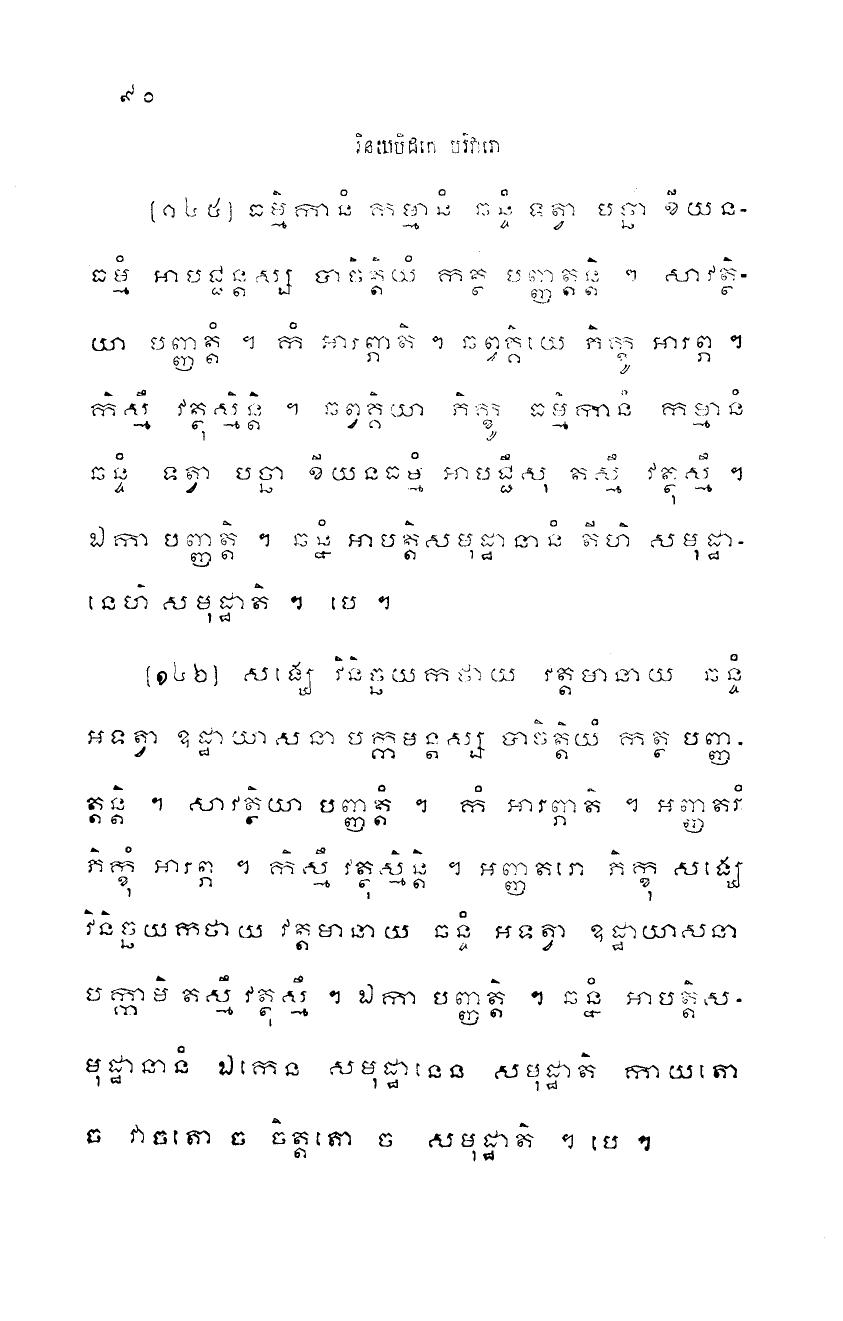 ៩០
វិនយបិដកេ បរិវារោ
[១៤៥] ធម្មិកានំ កម្មានំ ឆន្ទំ ទត្វា បច្ឆា ខីយន-
ធម្មំ អាបជ្ជន្តស្ស បាចិត្តិយំ កត្ថ បញ្ញត្តន្តិ ។ សាវត្ថិ-
យា បញ្ញត្តំ ។ កំ អារព្ភាតិ ។ ឆព្វគ្គិយេ ភិក្ខូ អារព្ភ ។
កិស្មឹ វត្ថុស្មិន្តិ ។ ឆព្វគ្គិយា ភិក្ខូ ធម្មិកានំ កម្មានំ
ឆន្ទំ ទត្វា បច្ឆា ខីយនធម្មំ អាបជ្ជឹសុ តស្មឹ វត្ថុស្មឹ ។
ឯកា បញ្ញត្តិ ។ ឆន្នំ អាបត្តិសមុដ្ឋានានំ តីហិ សមុដ្ឋា-
នេហិ សមុដ្ឋាតិ ។ បេ ។
[១៤៦] សង្ឃេ វិនិច្ឆយកថាយ វត្តមានាយ ឆន្ទំ
អទត្វា ឧដ្ឋាយាសនា បក្កមន្តស្ស បាចិត្តិយំ កត្ថ បញ្ញ-
ត្តន្តិ ។ សាវត្ថិយា បញ្ញត្តំ ។ កំ អារព្ភាតិ ។ អញ្ញតរំ
ភិក្ខុំ អារព្ភ ។ កិស្មឹ វត្ថុស្មិន្តិ ។ អញ្ញតរោ ភិក្ខុ សង្ឃេ
វិនិច្ឆយកថាយ វត្តមានាយ ឆន្ទំ អទត្វា ឧដ្ឋាយាសនា
បក្កាមិ តស្មឹ វត្ថុស្មឹ ។ ឯកា បញ្ញត្តិ ។ ឆន្នំ អាបត្តិស-
មុដ្ឋានានំ ឯកេន សមុដ្ឋានេន សមុដ្ឋាតិ កាយតោ
ច វាចតោ ច ចិត្តតោ ច សមុដ្ឋាតិ ។ បេ ។